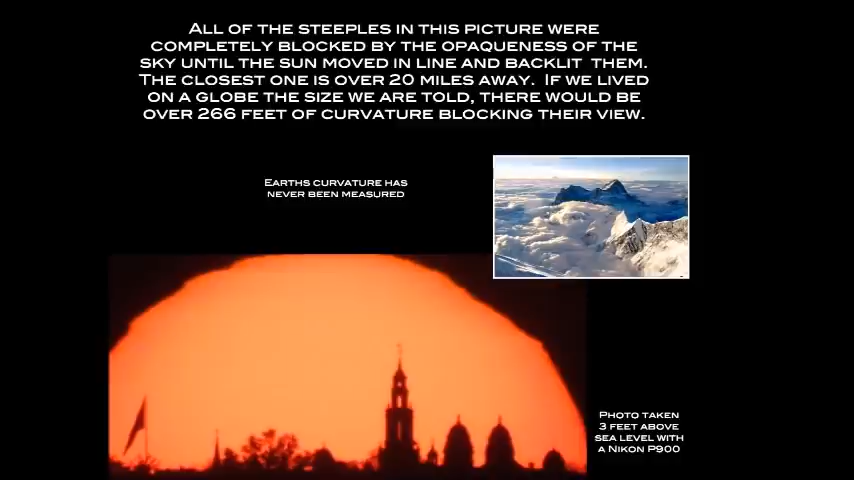 All of the steeples in this picture were
completely blocked by the opaqueness of the
sky until the sun moved in line and backlit them.
The closest one is over 20 miles away. If we lived
on a globe the size we are told, there would be
over 266 feet of curvature blocking their view.
Earths curvature has
never been measured
Photo taken
3 feet above
sea level with
a Nikon P900